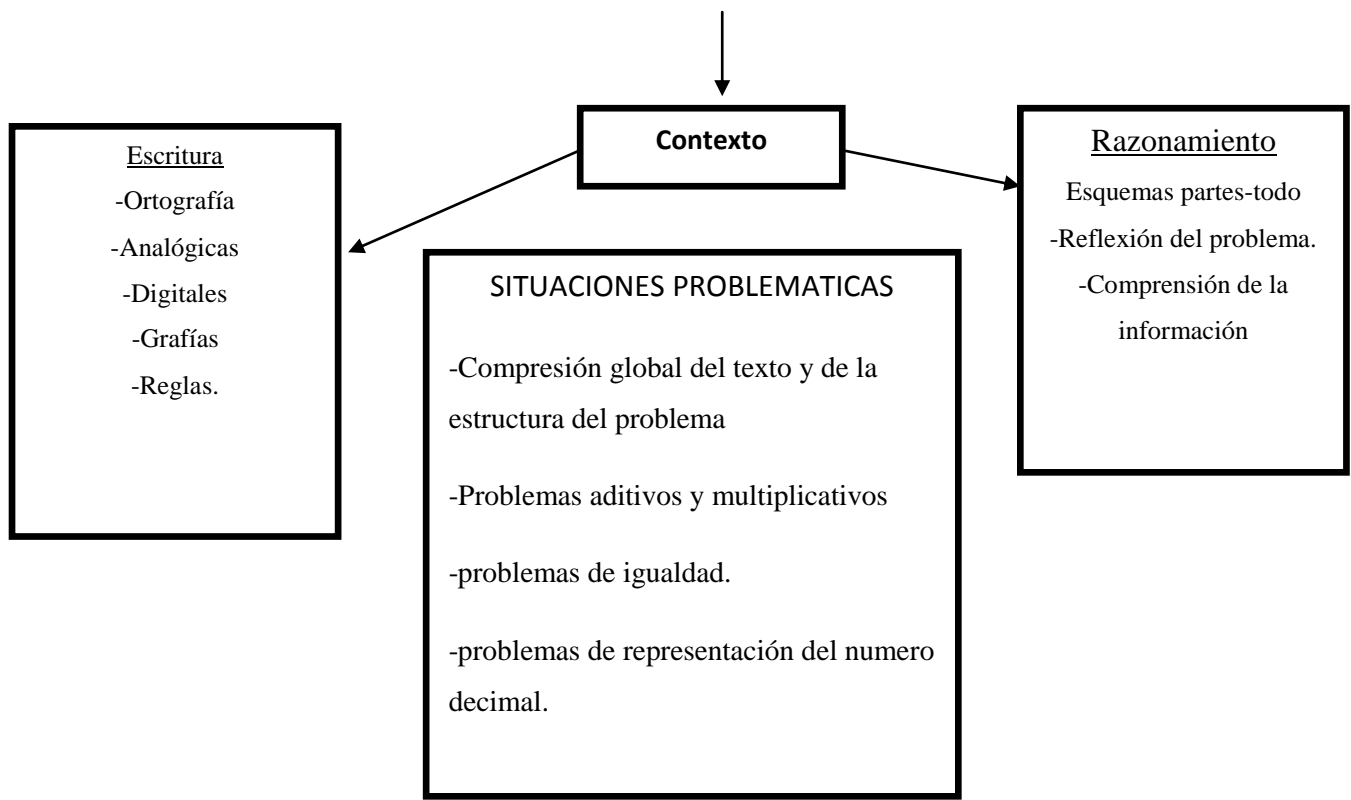 Contexto
Escritura
-Ortografía
-Analógicas
-Digitales
-Grafías
-Reglas.
Razonamiento
Esquemas partes-todo
-Reflexión del problema.
-Comprensión de la
información
SITUACIONES PROBLEMATICAS
-Compresión global del texto y de la
estructura del problema
-Problemas aditivos y multiplicativos
-problemas de igualdad.
-problemas de representación del numero
decimal.